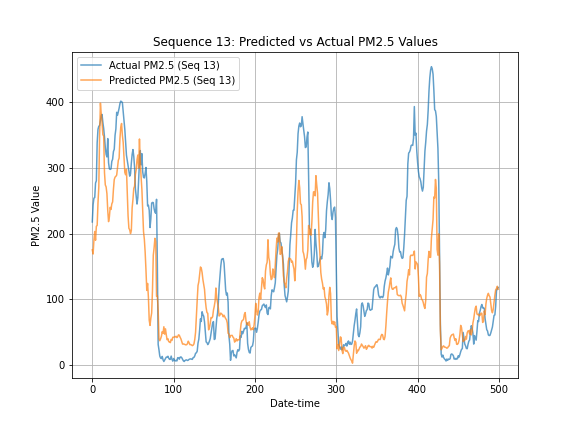 Sequence 13: Predicted vs Actual PM2.5 Values
Actual PM2.5 (Seq 13)
Predicted PM2.5 (Seq 13)
PM2.5 Value
400
300
200
100
0
0 100 200 300 400 500
Date-time